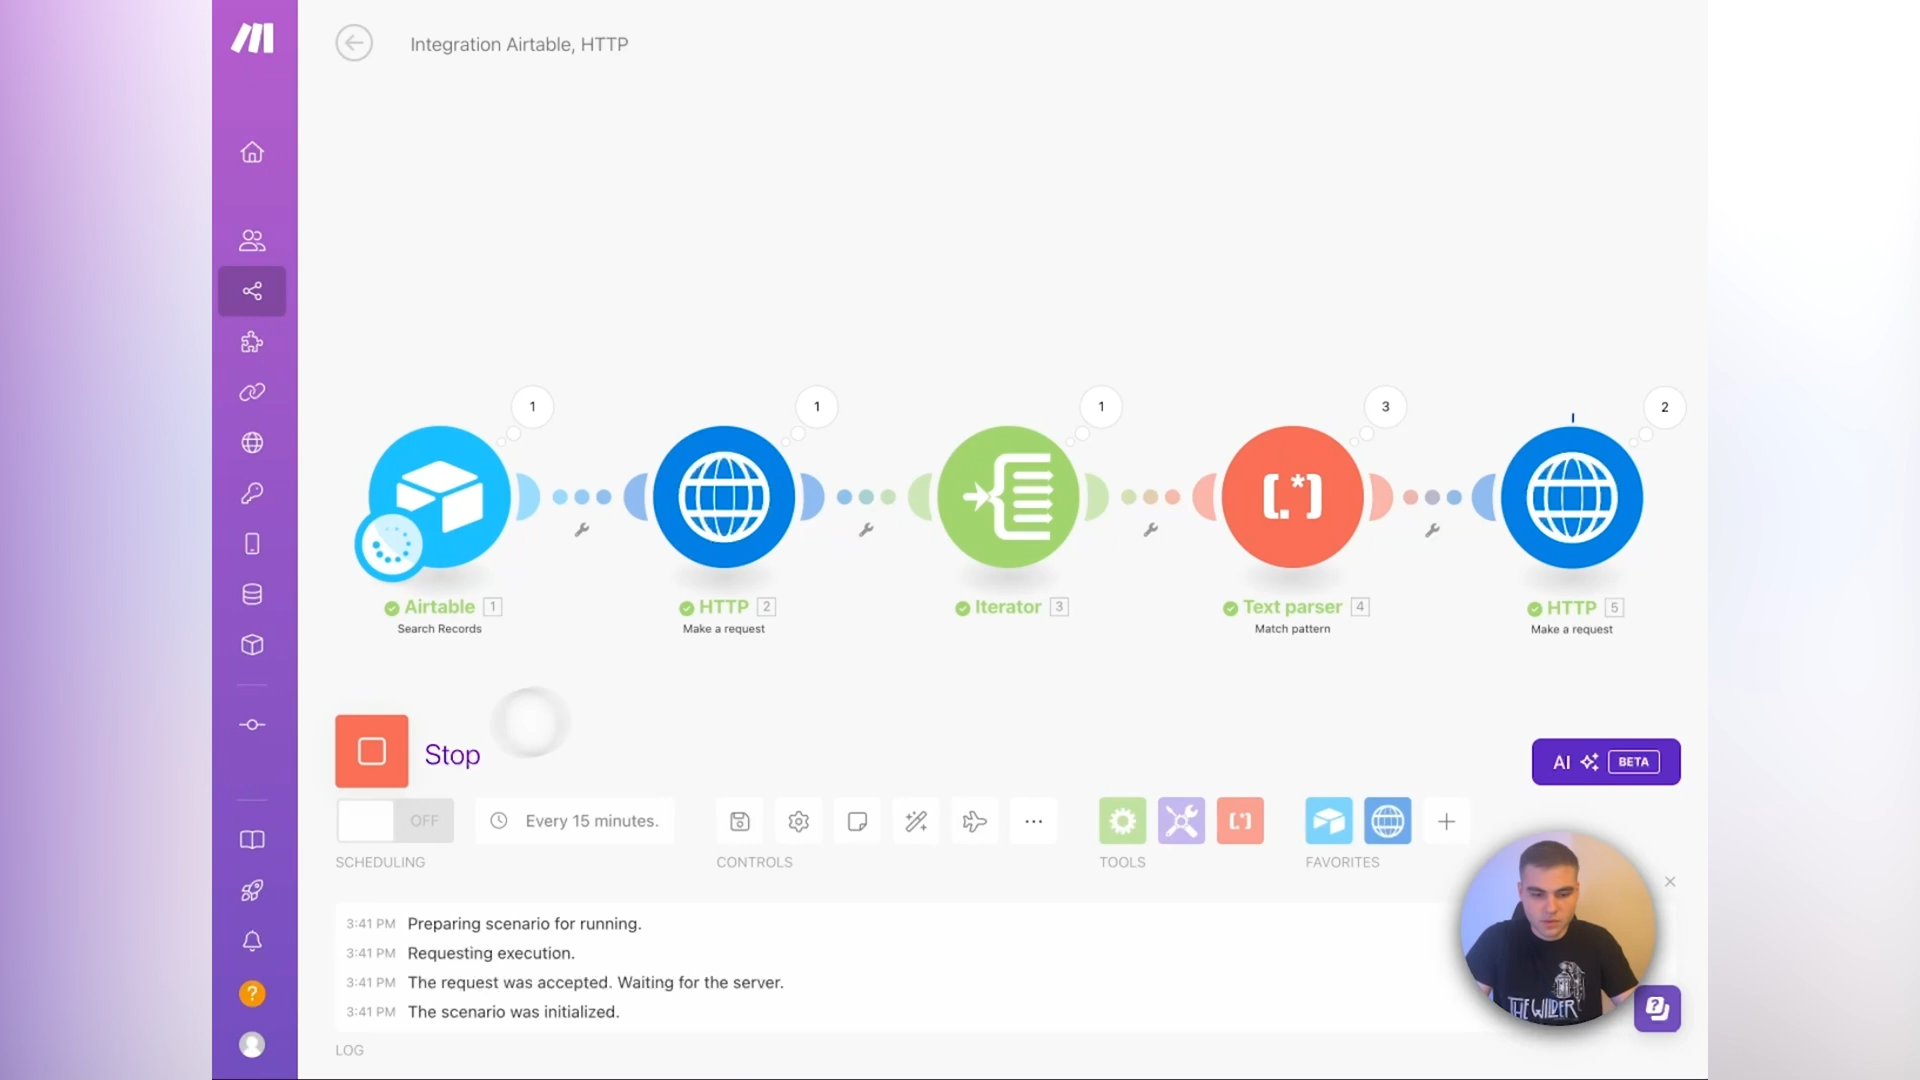 Integration Airtable, HTTP
1
1
1
3
2
[.*]
Airtable 1
Search Records
HTTP 2
Make a request
Iterator 3
Text parser 4
Match pattern
HTTP 5
Make a request
Stop
AI BETA
OFF
Every 15 minutes.
...
[.*]
+
SCHEDULING
CONTROLS
TOOLS
FAVORITES
3:41 PM Preparing scenario for running.
3:41 PM Requesting execution.
3:41 PM The request was accepted. Waiting for the server.
3:41 PM The scenario was initialized.
THE WILDER
?
?
LOG